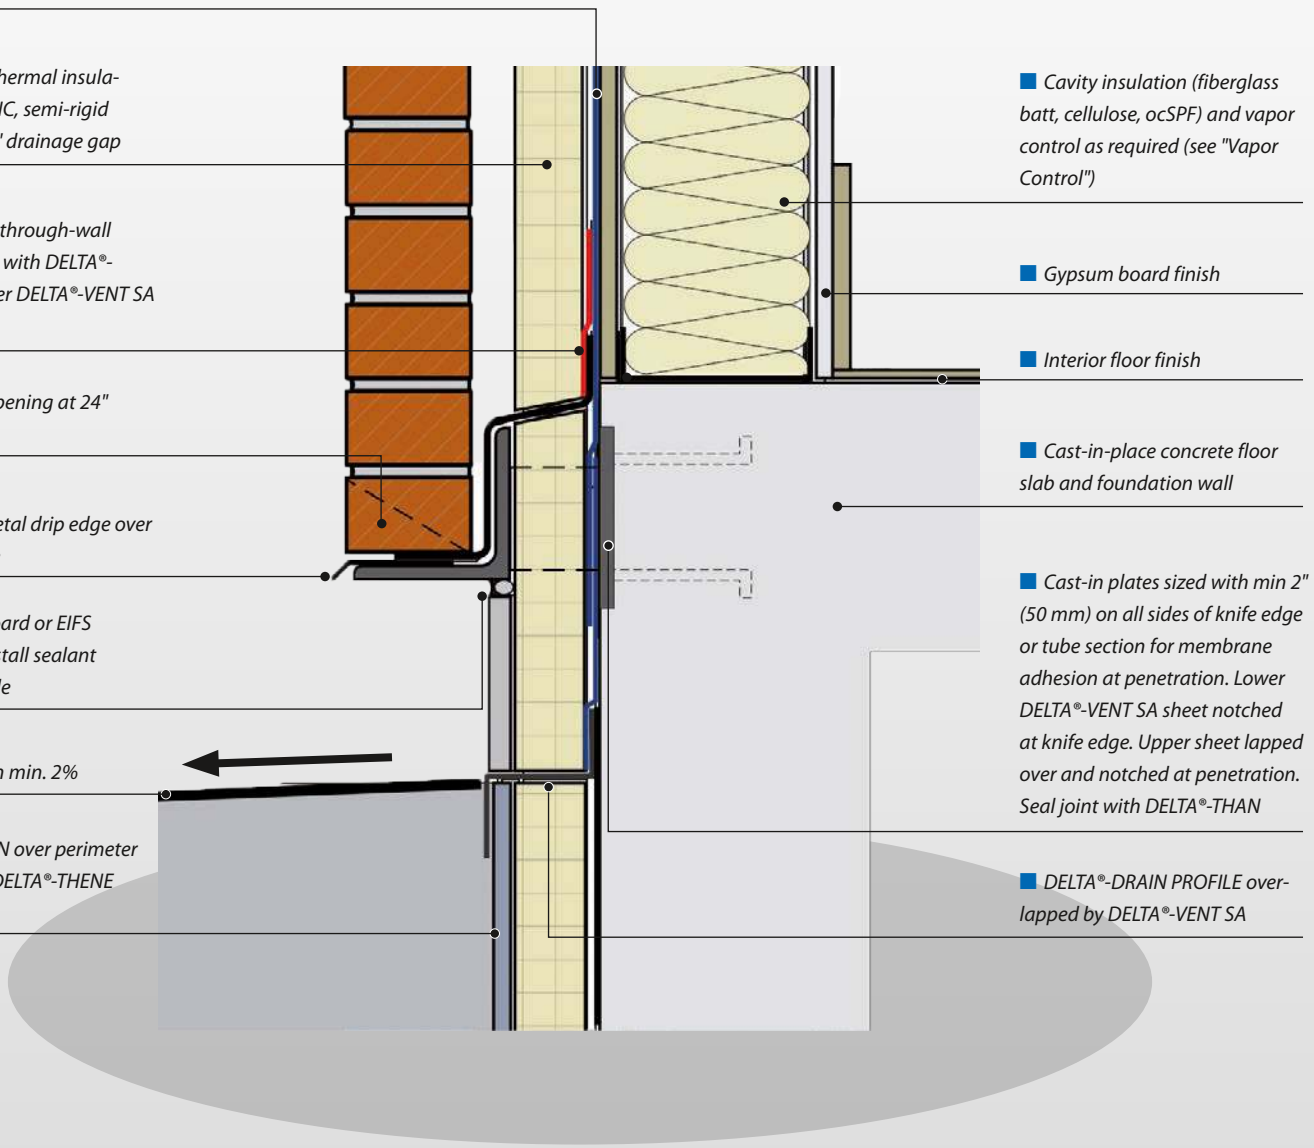 hermal insula-
IC, semi-rigid
" drainage gap
through-wall
with DELTA®-
er DELTA®-VENT SA
pening at 24"
etal drip edge over
ard or EIFS
stall sealant
le
n min. 2%
N over perimeter
DELTA®-THENE
■ Cavity insulation (fiberglass
batt, cellulose, ocSPF) and vapor
control as required (see "Vapor
Control")
■ Gypsum board finish
■ Interior floor finish
■ Cast-in-place concrete floor
slab and foundation wall
■ Cast-in plates sized with min 2"
(50 mm) on all sides of knife edge
or tube section for membrane
adhesion at penetration. Lower
DELTA®-VENT SA sheet notched
at knife edge. Upper sheet lapped
over and notched at penetration.
Seal joint with DELTA®-THAN
■ DELTA®-DRAIN PROFILE over-
lapped by DELTA®-VENT SA